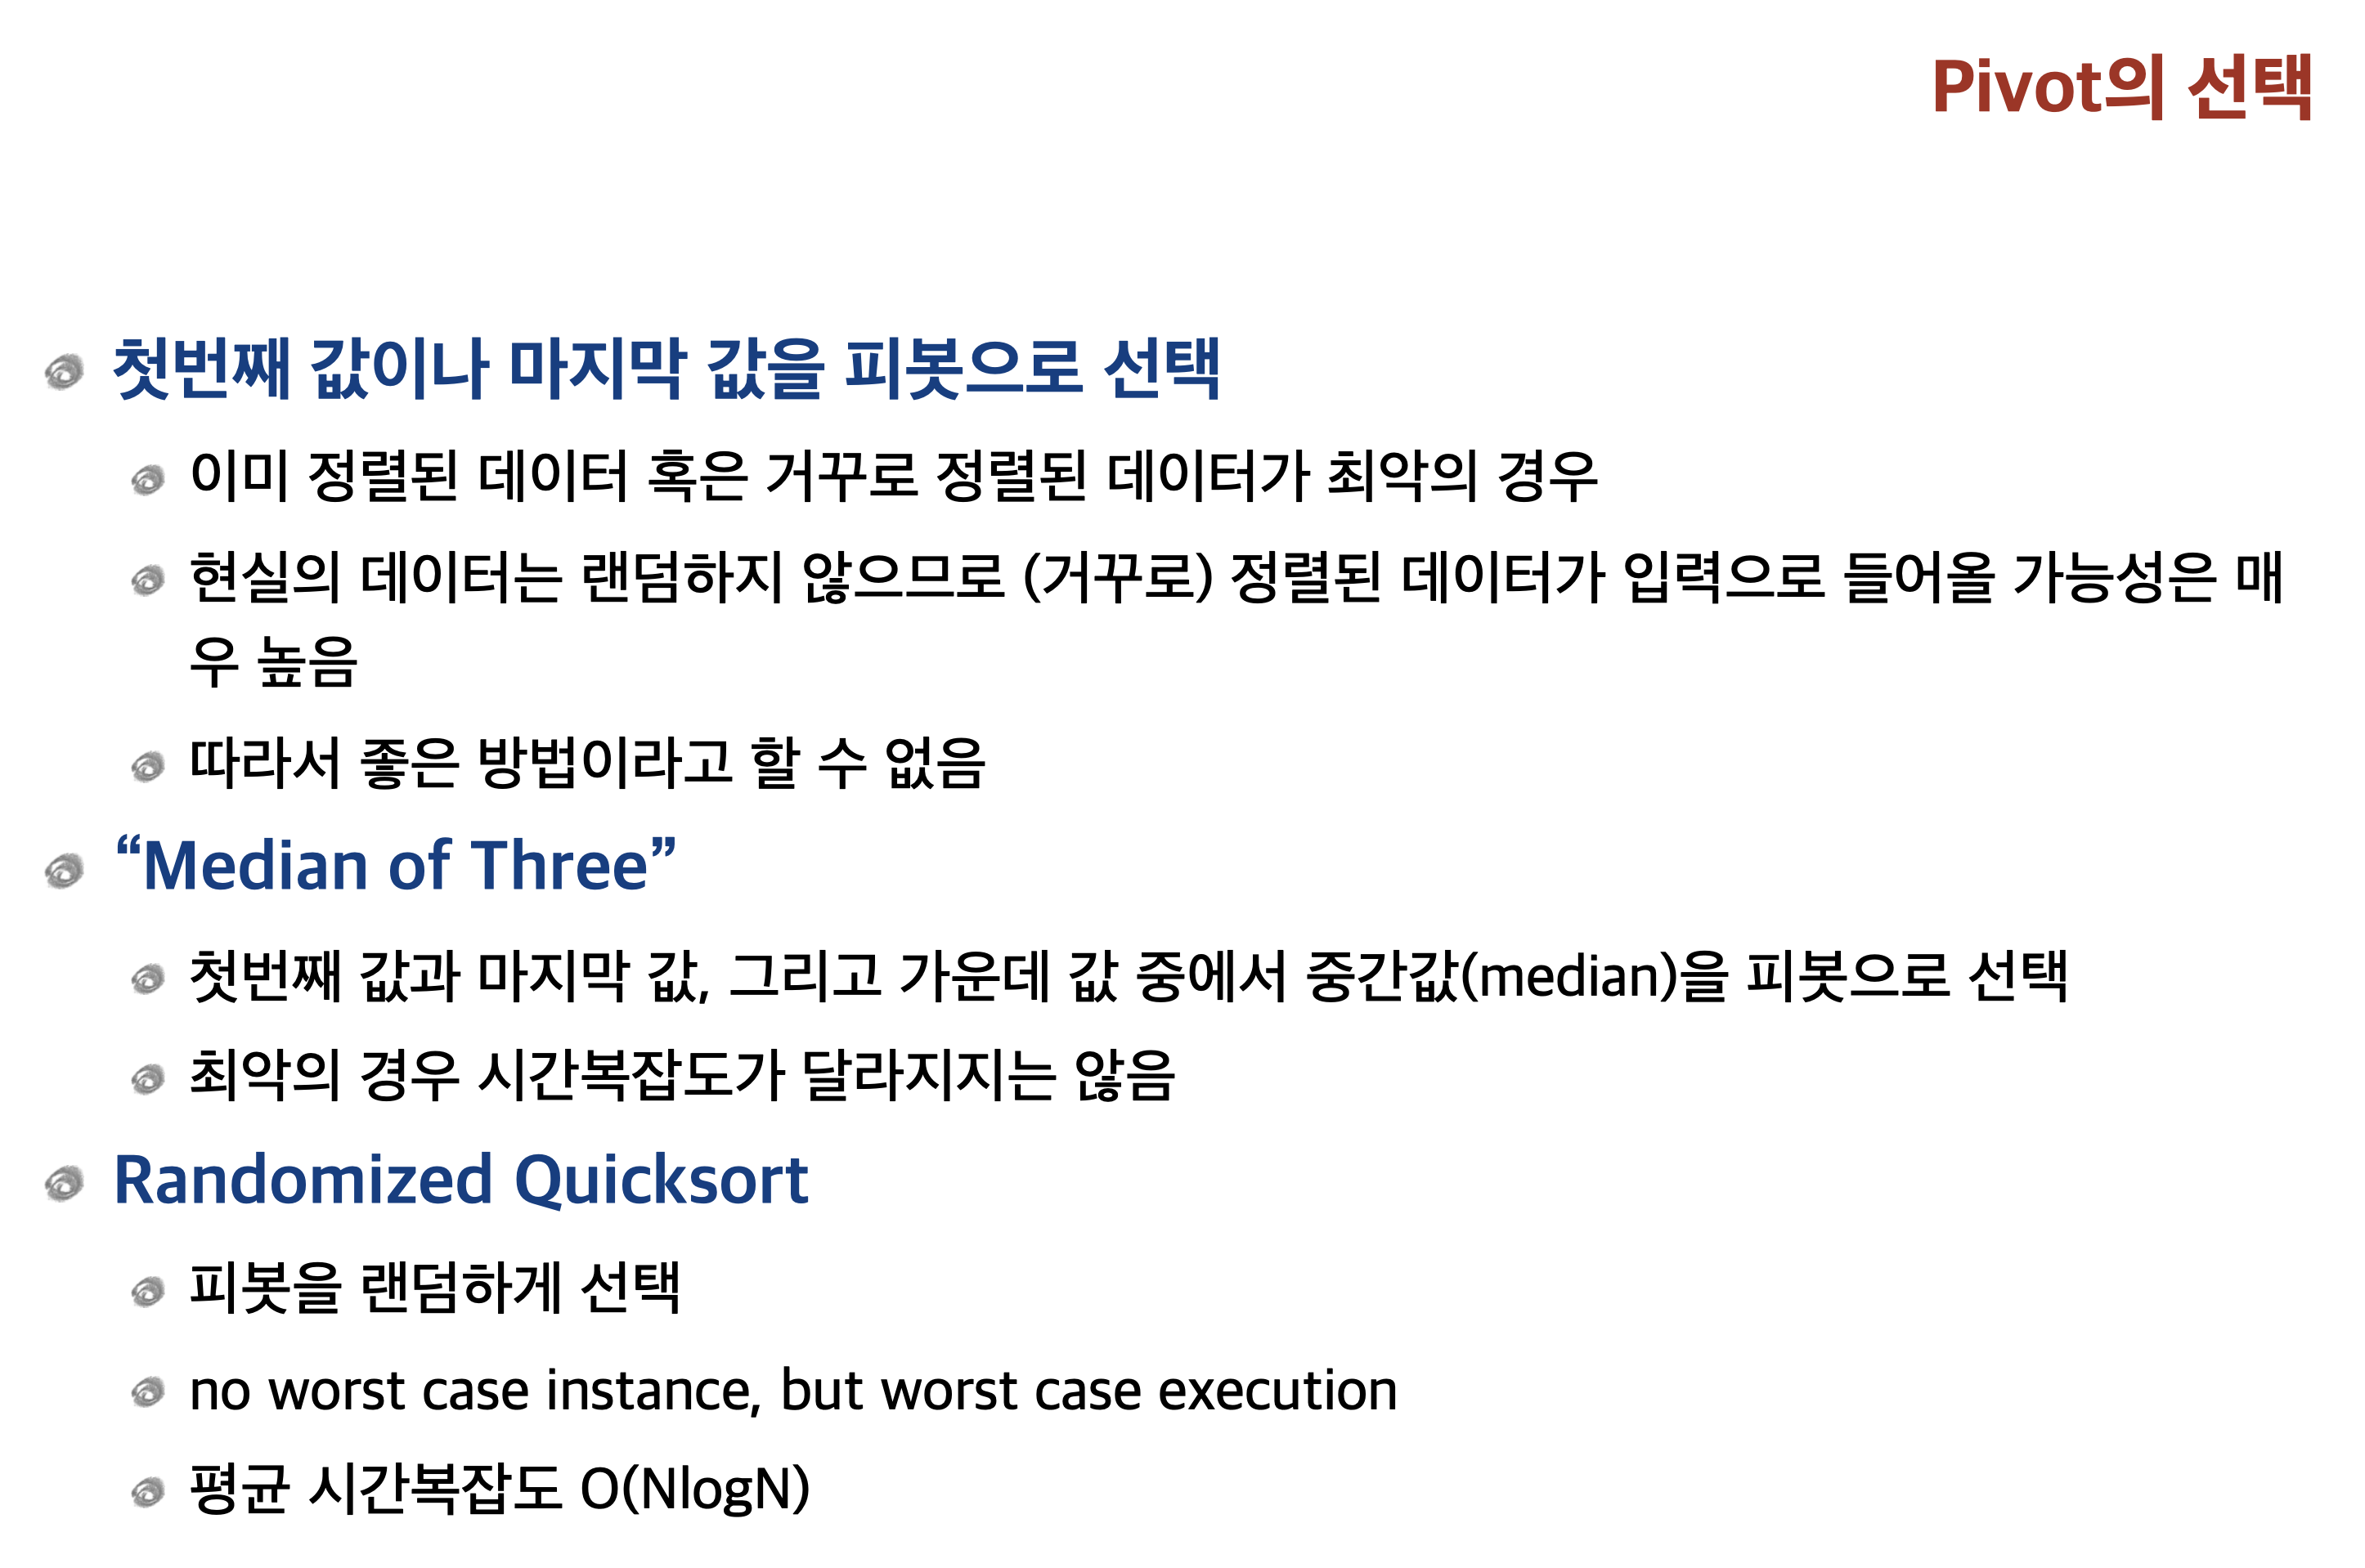 Pivot의 선택
첫번째 값이나 마지막 값을 피봇으로 선택
이미 정렬된 데이터 혹은 거꾸로 정렬된 데이터가 최악의 경우
현실의 데이터는 랜덤하지 않으므로 (거꾸로) 정렬된 데이터가 입력으로 들어올 가능성은 매
우 높음
따라서 좋은 방법이라고 할 수 없음
“Median of Three”
첫번째 값과 마지막 값, 그리고 가운데 값 중에서 중간값(median)을 피봇으로 선택
최악의 경우 시간복잡도가 달라지지는 않음
Randomized Quicksort
피봇을 랜덤하게 선택
no worst case instance, but worst case execution
평균 시간복잡도 O(NlogN)